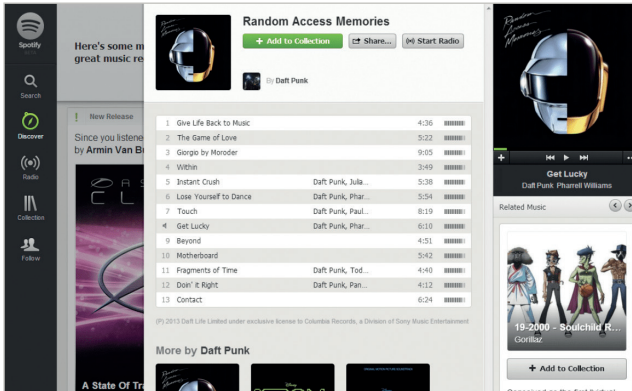 Spotify
BETA
Search
Discover
Radio
Collection
Follow
Here's some m
great music re
New Release
Since you listene
by Armin Van Bu
A State Of Tra
Random Access Memories
+ Add to Collection
Share...
Start Radio
By Daft Punk
1 Give Life Back to Music 4:36
2 The Game of Love 5:22
3 Giorgio by Moroder 9:05
4 Within 3:49
5 Instant Crush Daft Punk, Julia... 5:38
6 Lose Yourself to Dance Daft Punk, Phar... 5:54
7 Touch Daft Punk, Paul... 8:19
Get Lucky Daft Punk, Phar... 6:10
9 Beyond 4:51
10 Motherboard 5:42
11 Fragments of Time Daft Punk, Tod... 4:40
12 Doin' it Right Daft Punk, Pan... 4:12
13 Contact 6:24
(P) 2013 Daft Life Limited under exclusive license to Columbia Records, a Division of Sony Music Entertainment
More by Daft Punk
Random
Access
Memories
Get Lucky
Daft Punk Pharrell Williams
Related Music
19-2000 - Soulchild R...
Gorillaz
+ Add to Collection